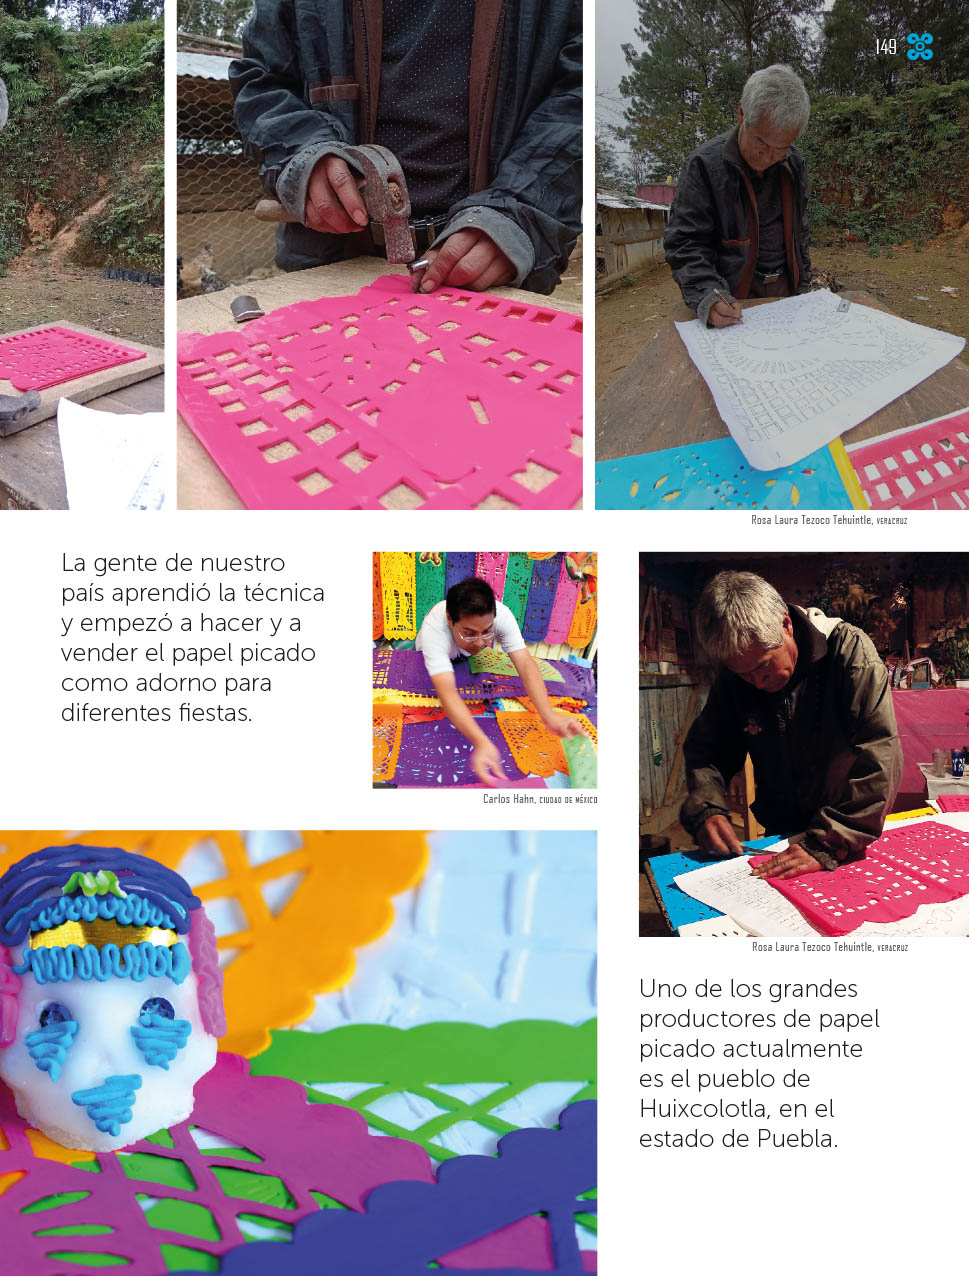 149
Rosa Laura Tezoco Tehuintle, VERACRUZ
La gente de nuestro
país aprendió la técnica
y empezó a hacer y a
vender el papel picado
como adorno para
diferentes fiestas.
Carlos Hahn, CIUDAD DE MÉXICO
Rosa Laura Tezoco Tehuintle, VERACRUZ
Uno de los grandes
productores de papel
picado actualmente
es el pueblo de
Huixcolotla, en el
estado de Puebla.